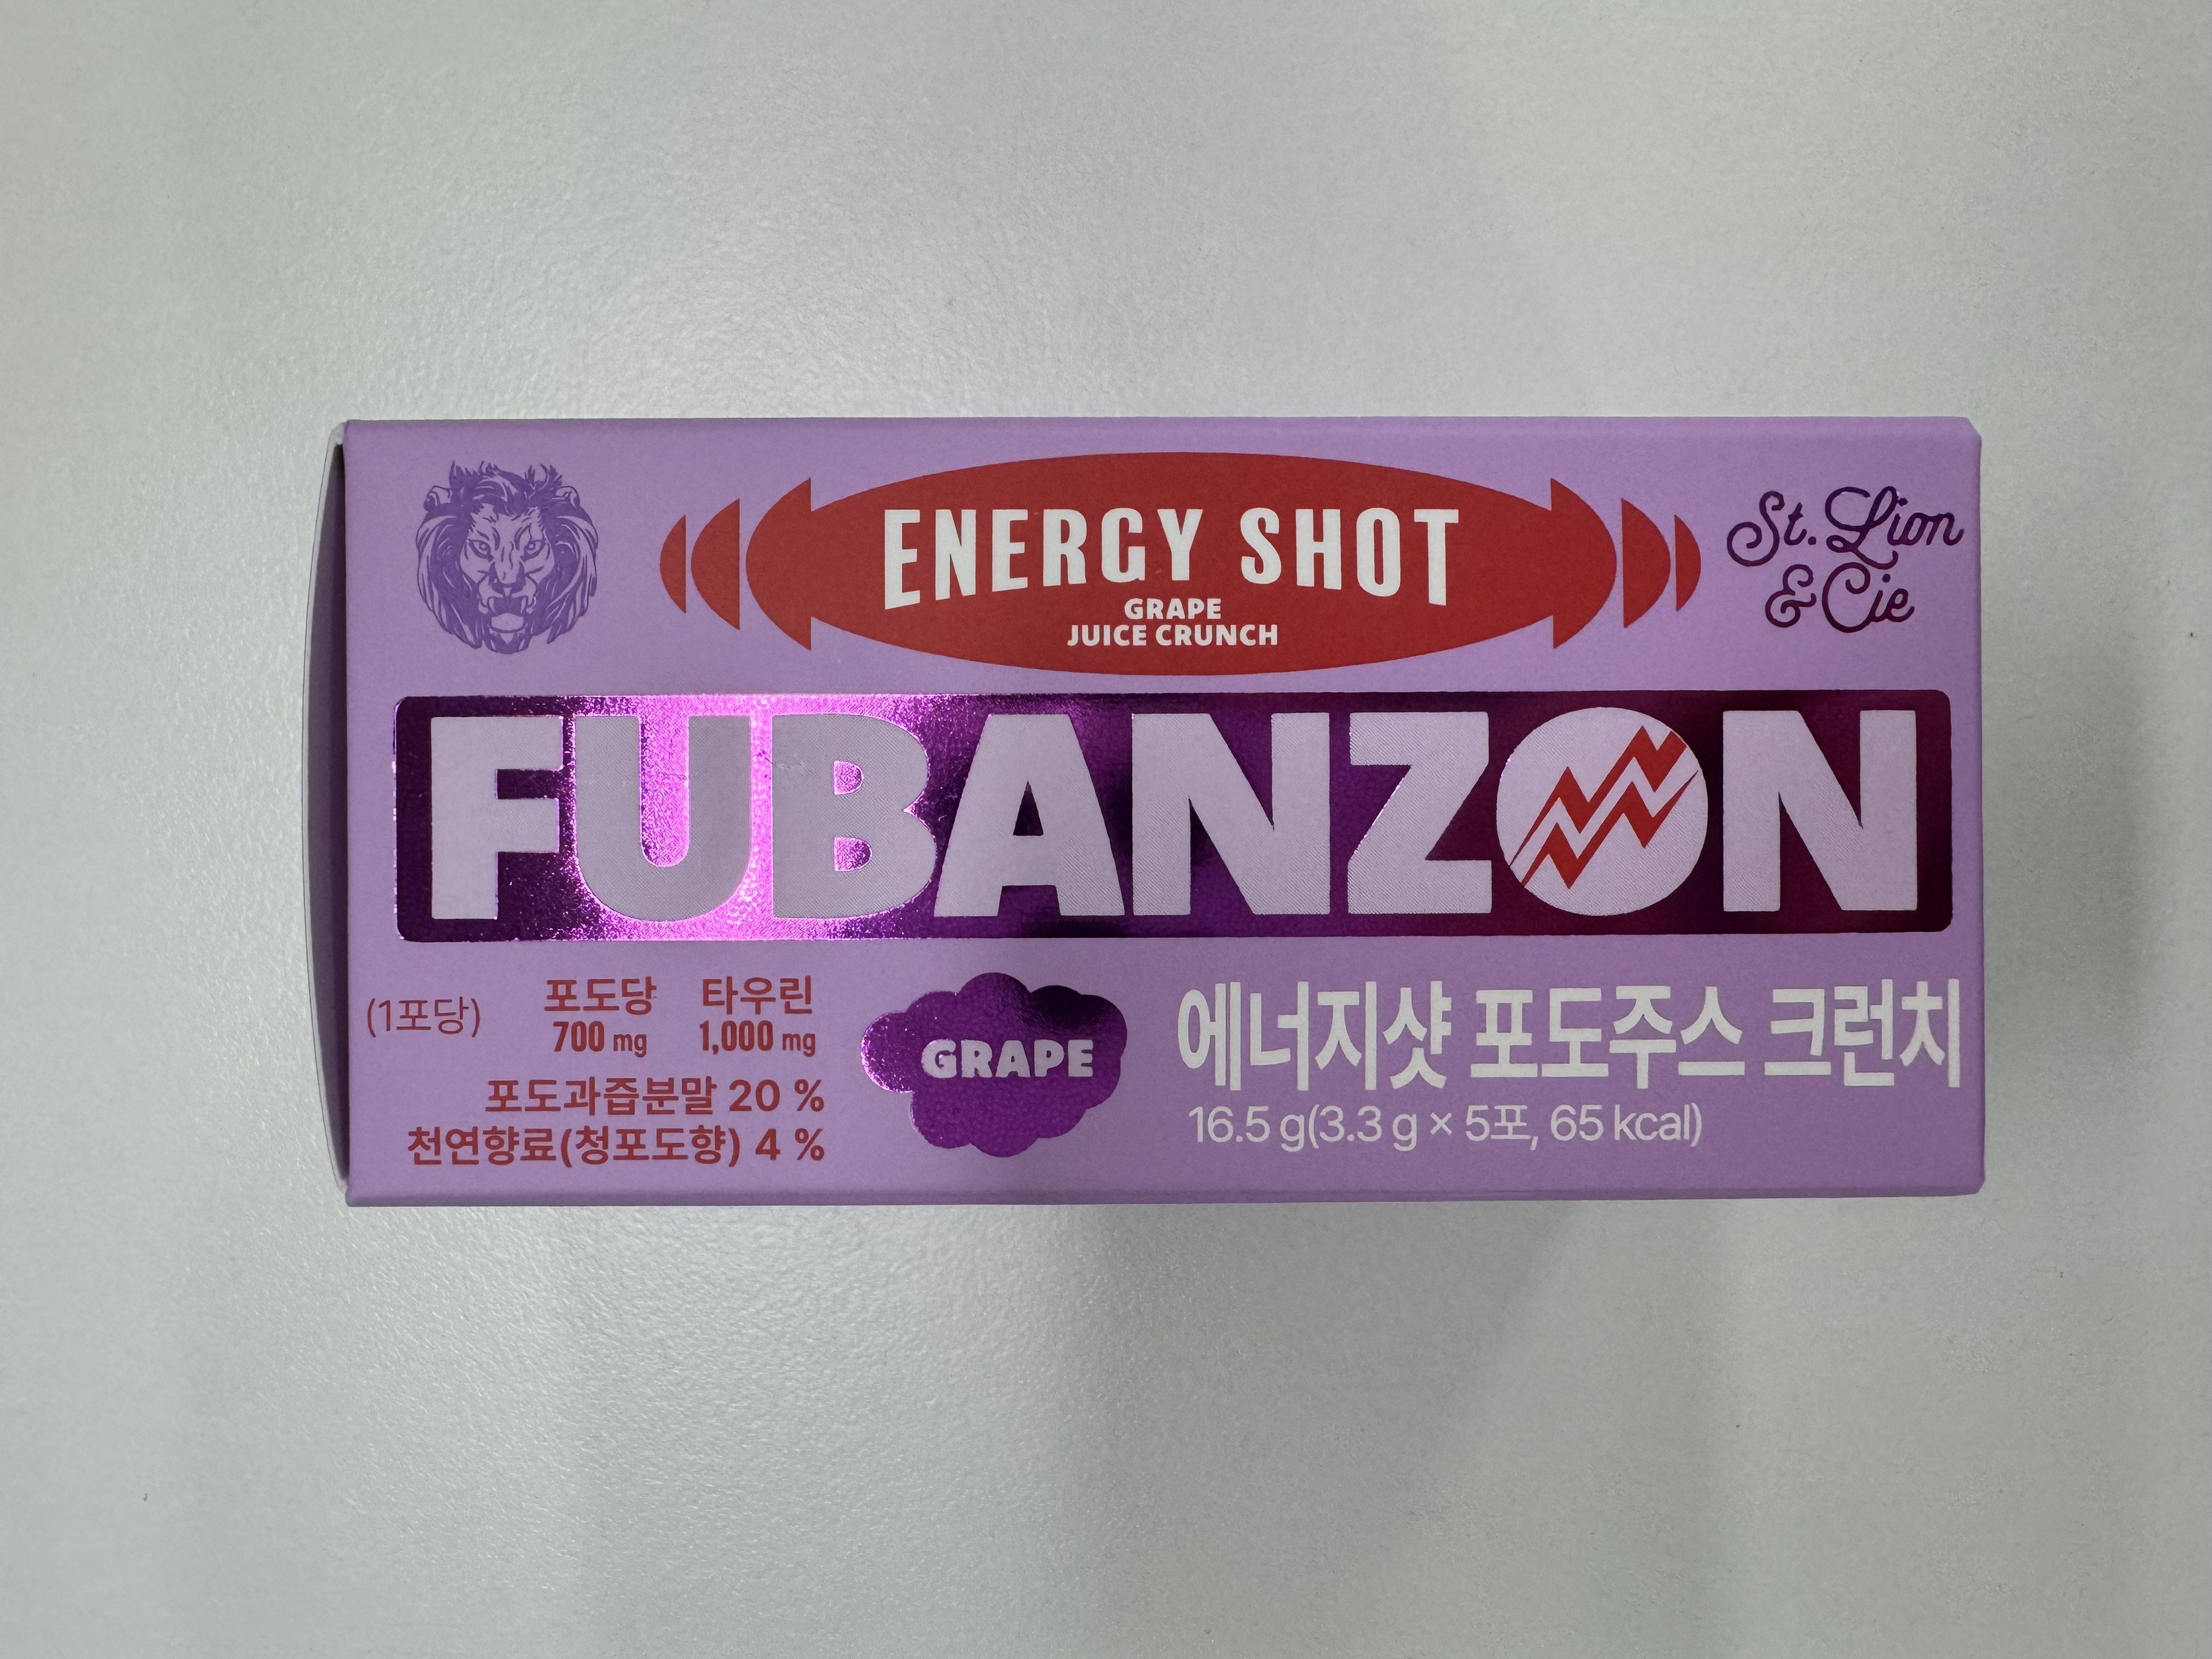 ENERGY SHOT
GRAPE
JUICE CRUNCH
St. Lion
& Cie
FUBANZON
(1포당)
포도당 타우린
700 mg 1,000 mg
포도과즙분말 20 %
천연향료(청포도향) 4 %
GRAPE
에너지샷 포도주스 크런치
16.5 g(3.3 g × 5포, 65 kcal)